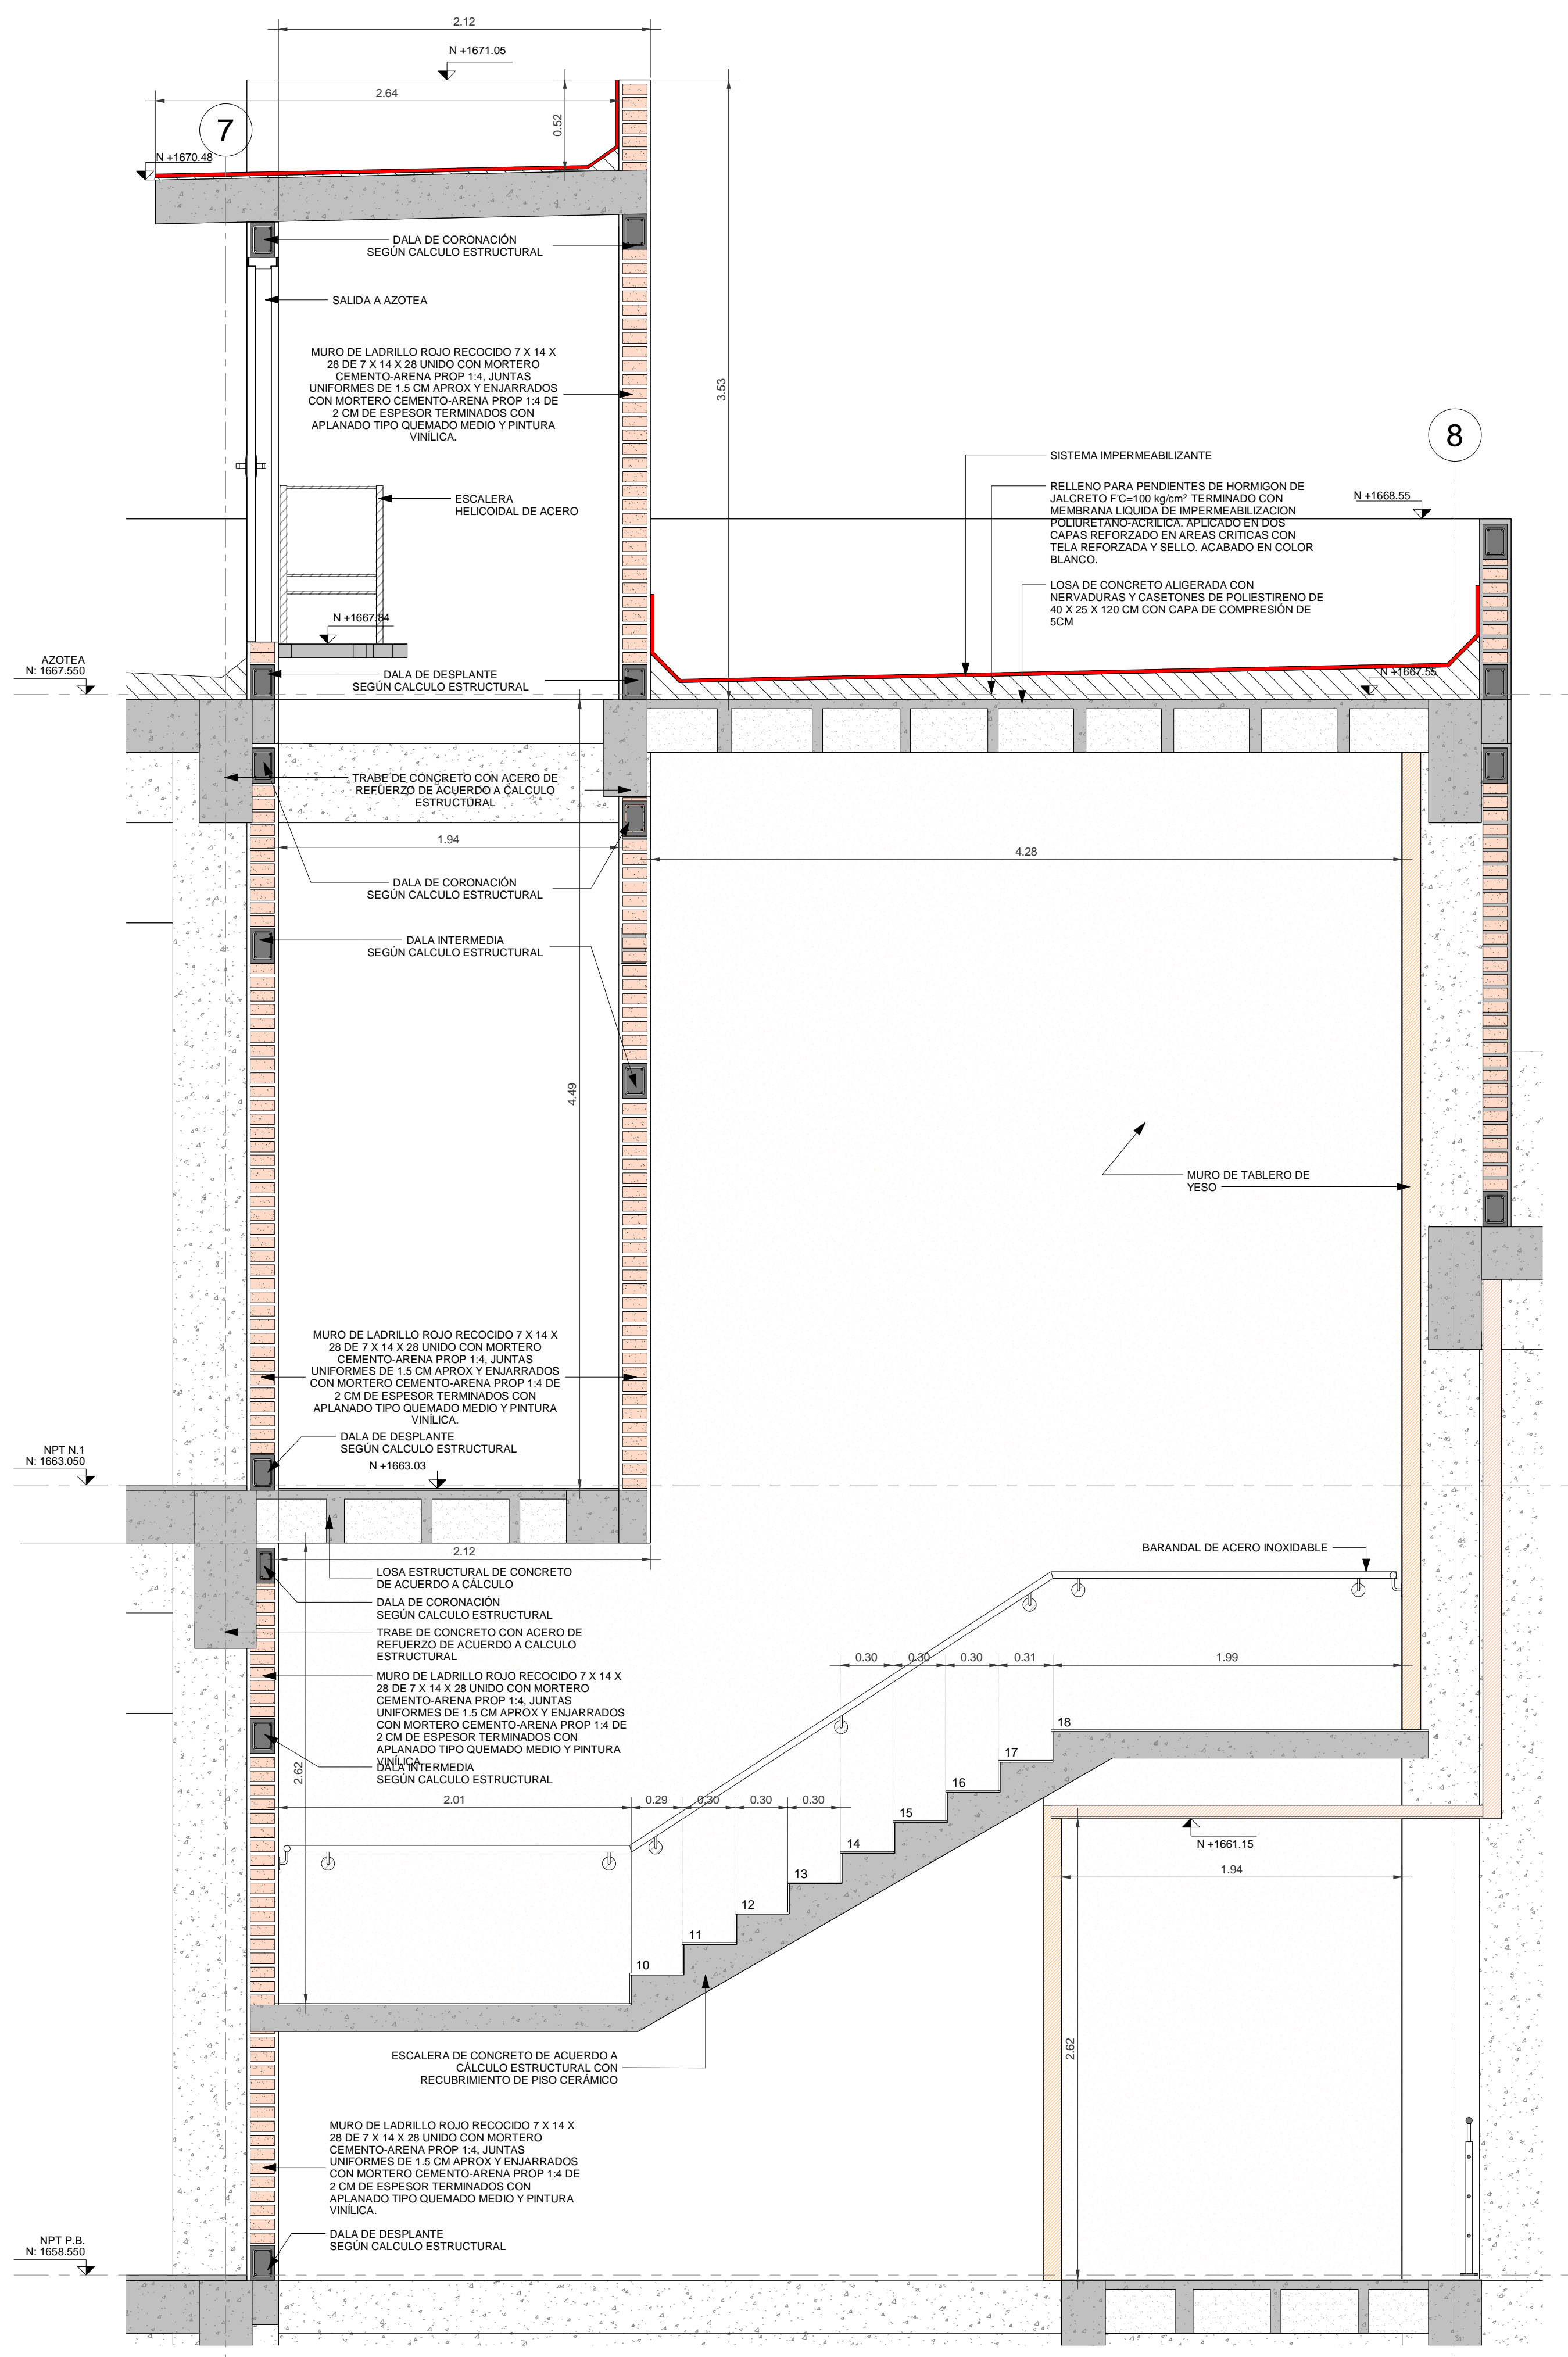 2.12
N +1671.05
2.64
7
0.52
N +1670.48
DALA DE CORONACIÓN
SEGÚN CALCULO ESTRUCTURAL
SALIDA A AZOTEA
MURO DE LADRILLO ROJO RECOCIDO 7 X 14 X
28 DE 7 X 14 X 28 UNIDO CON MORTERO
CEMENTO-ARENA PROP 1:4, JUNTAS
UNIFORMES DE 1.5 CM APROX Y ENJARRADOS
CON MORTERO CEMENTO-ARENA PROP 1:4 DE
2 CM DE ESPESOR TERMINADOS CON
APLANADO TIPO QUEMADO MEDIO Y PINTURA
VINÍLICA.
3.53
8
SISTEMA IMPERMEABILIZANTE
RELLENO PARA PENDIENTES DE HORMIGON DE
JALCRETO F'C=100 kg/cm² TERMINADO CON
MEMBRANA LIQUIDA DE IMPERMEABILIZACION
POLIURETANO-ACRILICA. APLICADO EN DOS
CAPAS REFORZADO EN AREAS CRITICAS CON
TELA REFORZADA Y SELLO. ACABADO EN COLOR
BLANCO.
N +1668.55
ESCALERA
HELICOIDAL DE ACERO
LOSA DE CONCRETO ALIGERADA CON
NERVADURAS Y CASETONES DE POLIESTIRENO DE
40 X 25 X 120 CM CON CAPA DE COMPRESIÓN DE
5CM
N +1667.84
AZOTEA
N: 1667.550
DALA DE DESPLANTE
SEGÚN CALCULO ESTRUCTURAL
N +1667.55
TRABE DE CONCRETO CON ACERO DE
REFUERZO DE ACUERDO A CALCULO
ESTRUCTURAL
1.94
4.28
DALA DE CORONACIÓN
SEGÚN CALCULO ESTRUCTURAL
DALA INTERMEDIA
SEGÚN CALCULO ESTRUCTURAL
4.49
MURO DE TABLERO DE
YESO
MURO DE LADRILLO ROJO RECOCIDO 7 X 14 X
28 DE 7 X 14 X 28 UNIDO CON MORTERO
CEMENTO-ARENA PROP 1:4, JUNTAS
UNIFORMES DE 1.5 CM APROX Y ENJARRADOS
CON MORTERO CEMENTO-ARENA PROP 1:4 DE
2 CM DE ESPESOR TERMINADOS CON
APLANADO TIPO QUEMADO MEDIO Y PINTURA
VINÍLICA.
DALA DE DESPLANTE
SEGÚN CALCULO ESTRUCTURAL
NPT N.1
N: 1663.050
N +1663.03
2.12
BARANDAL DE ACERO INOXIDABLE
LOSA ESTRUCTURAL DE CONCRETO
DE ACUERDO A CÁLCULO
DALA DE CORONACIÓN
SEGÚN CALCULO ESTRUCTURAL
TRABE DE CONCRETO CON ACERO DE
REFUERZO DE ACUERDO A CALCULO
ESTRUCTURAL
0.30 0.30 0.30 0.31 1.99
MURO DE LADRILLO ROJO RECOCIDO 7 X 14 X
28 DE 7 X 14 X 28 UNIDO CON MORTERO
CEMENTO-ARENA PROP 1:4, JUNTAS
UNIFORMES DE 1.5 CM APROX Y ENJARRADOS
CON MORTERO CEMENTO-ARENA PROP 1:4 DE
2 CM DE ESPESOR TERMINADOS CON
APLANADO TIPO QUEMADO MEDIO Y PINTURA
VINÍLICA.
DALA INTERMEDIA
SEGÚN CALCULO ESTRUCTURAL
2.62
18
17
16
15
14
13
12
11
10
2.01 0.29 0.30 0.30 0.30
N +1661.15
1.94
2.62
ESCALERA DE CONCRETO DE ACUERDO A
CÁLCULO ESTRUCTURAL CON
RECUBRIMIENTO DE PISO CERÁMICO
MURO DE LADRILLO ROJO RECOCIDO 7 X 14 X
28 DE 7 X 14 X 28 UNIDO CON MORTERO
CEMENTO-ARENA PROP 1:4, JUNTAS
UNIFORMES DE 1.5 CM APROX Y ENJARRADOS
CON MORTERO CEMENTO-ARENA PROP 1:4 DE
2 CM DE ESPESOR TERMINADOS CON
APLANADO TIPO QUEMADO MEDIO Y PINTURA
VINÍLICA.
DALA DE DESPLANTE
SEGÚN CALCULO ESTRUCTURAL
NPT P.B.
N: 1658.550